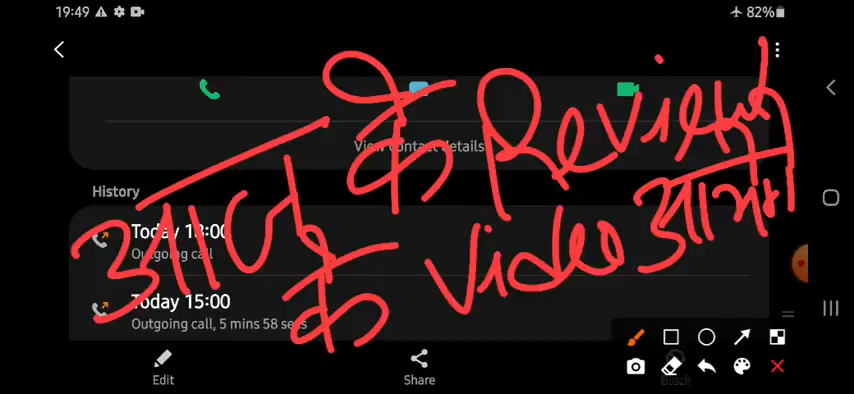 19:49 82%
के Review
View contact details
History
Today
Outgoing call
के video
Today 15:00
Outgoing call, 5 mins 58 secs
Edit Share Block